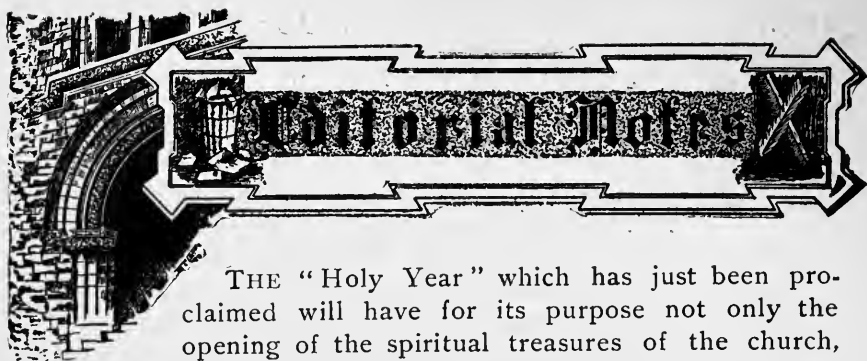 Editorial Notes
THE "Holy Year" which has just been pro-
claimed will have for its purpose not only the
opening of the spiritual treasures of the church,